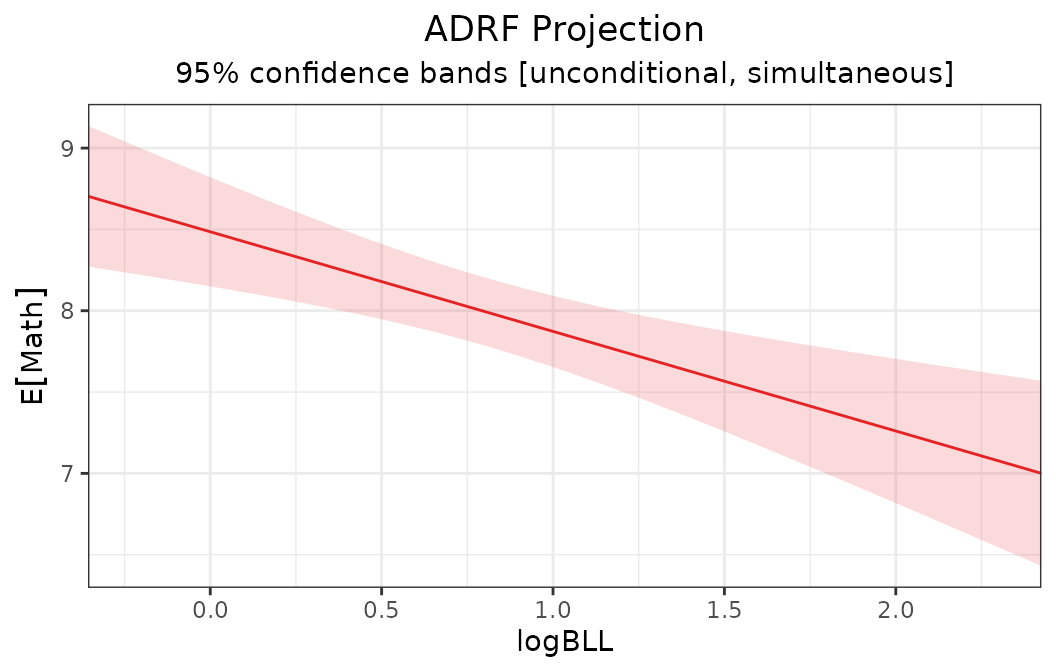 ADRF Projection
95% confidence bands [unconditional, simultaneous]
E[Math]
9
8
7
0.0 0.5 1.0 1.5 2.0
logBLL